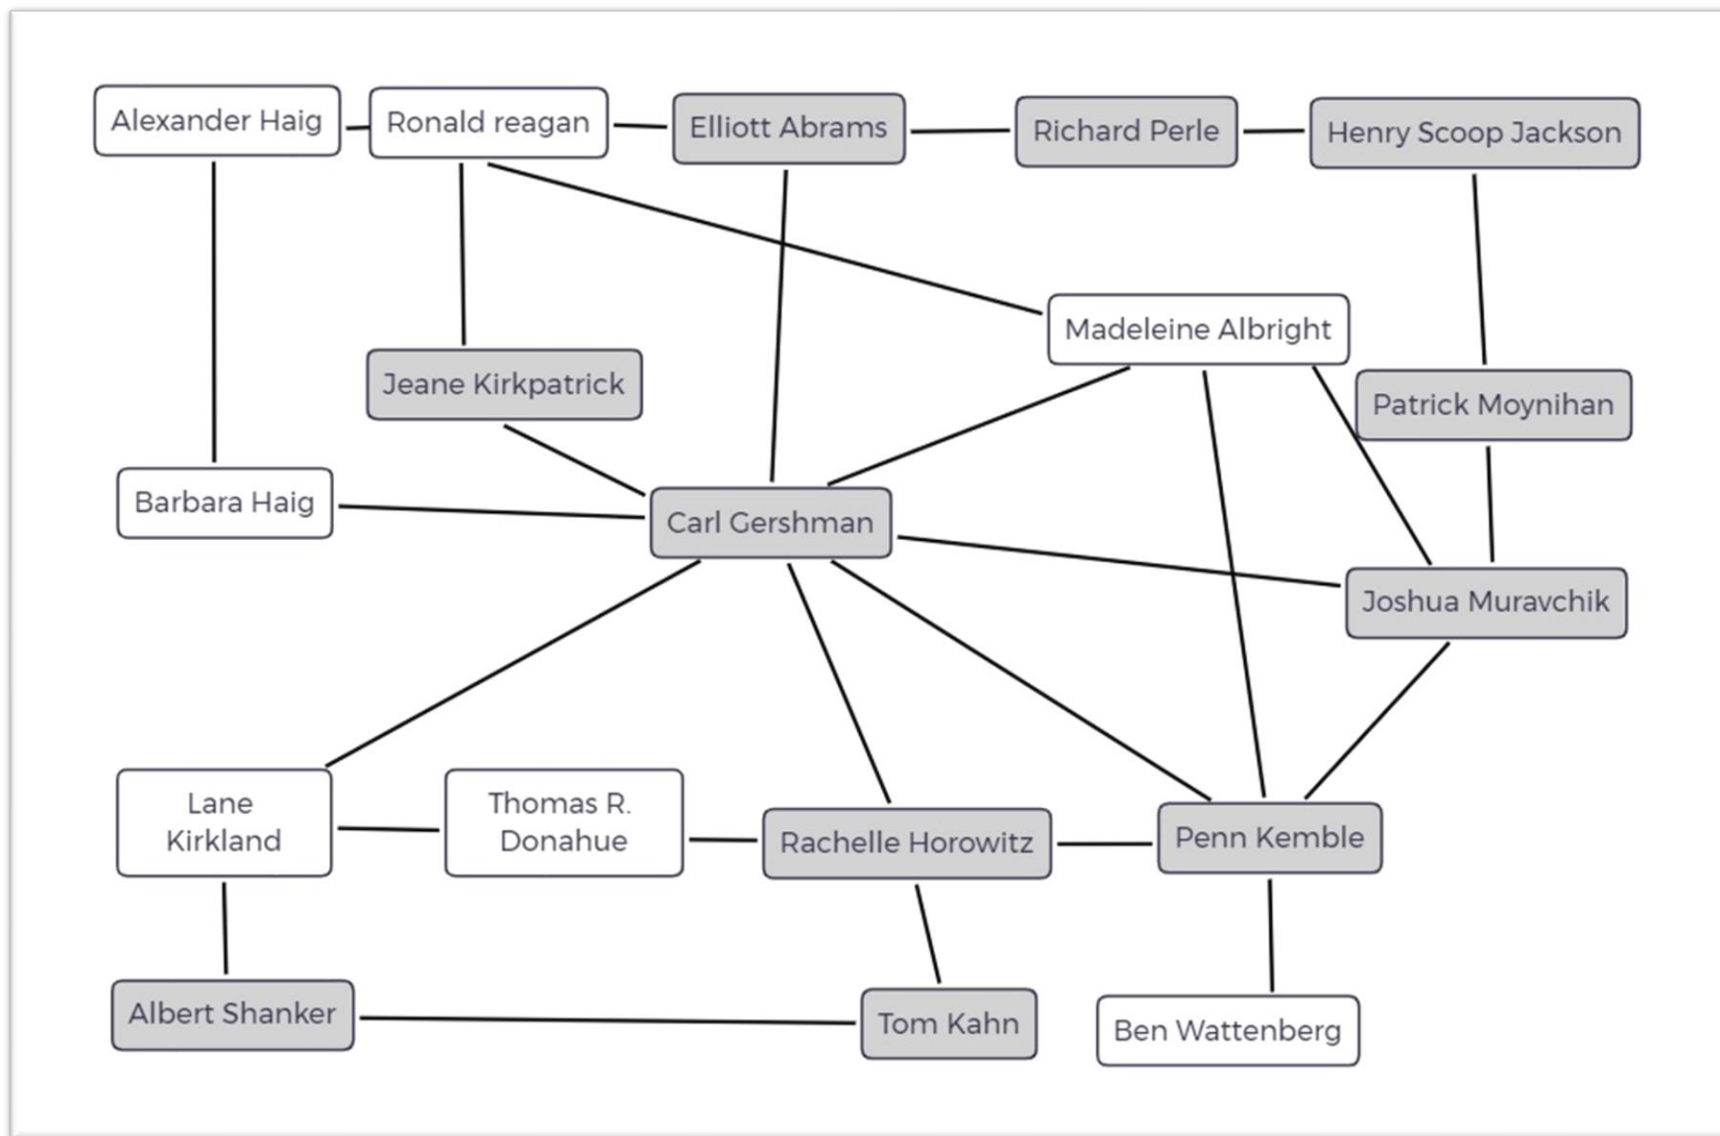 Alexander Haig
Ronald reagan
Elliott Abrams
Richard Perle
Henry Scoop Jackson
Madeleine Albright
Jeane Kirkpatrick
Patrick Moynihan
Barbara Haig
Carl Gershman
Joshua Muravchik
Lane
Kirkland
Thomas R.
Donahue
Rachelle Horowitz
Penn Kemble
Albert Shanker
Tom Kahn
Ben Wattenberg